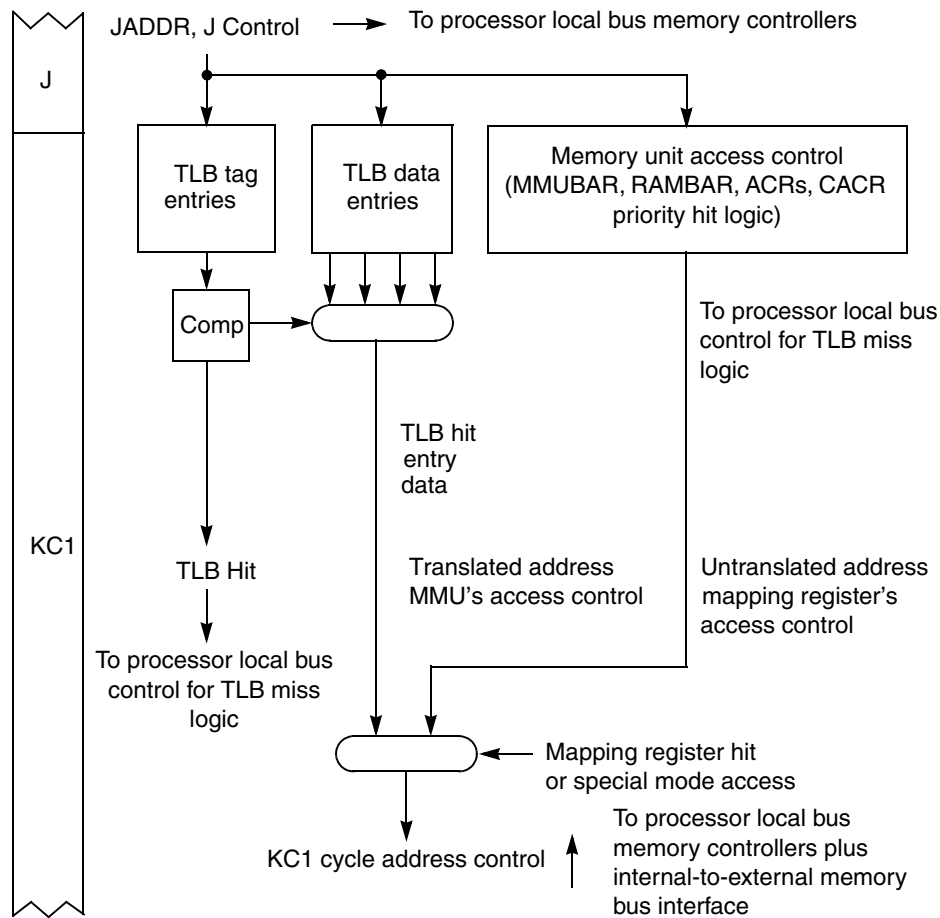 JADDR, J Control
To processor local bus memory controllers
J
TLB tag
entries
TLB data
entries
Memory unit access control
(MMUBAR, RAMBAR, ACRs, CACR
priority hit logic)
Comp
To processor local bus
control for TLB miss
logic
TLB hit
entry
data
KC1
TLB Hit
Translated address
MMU's access control
Untranslated address
mapping register's
access control
To processor local bus
control for TLB miss
logic
Mapping register hit
or special mode access
KC1 cycle address control
To processor local bus
memory controllers plus
internal-to-external memory
bus interface